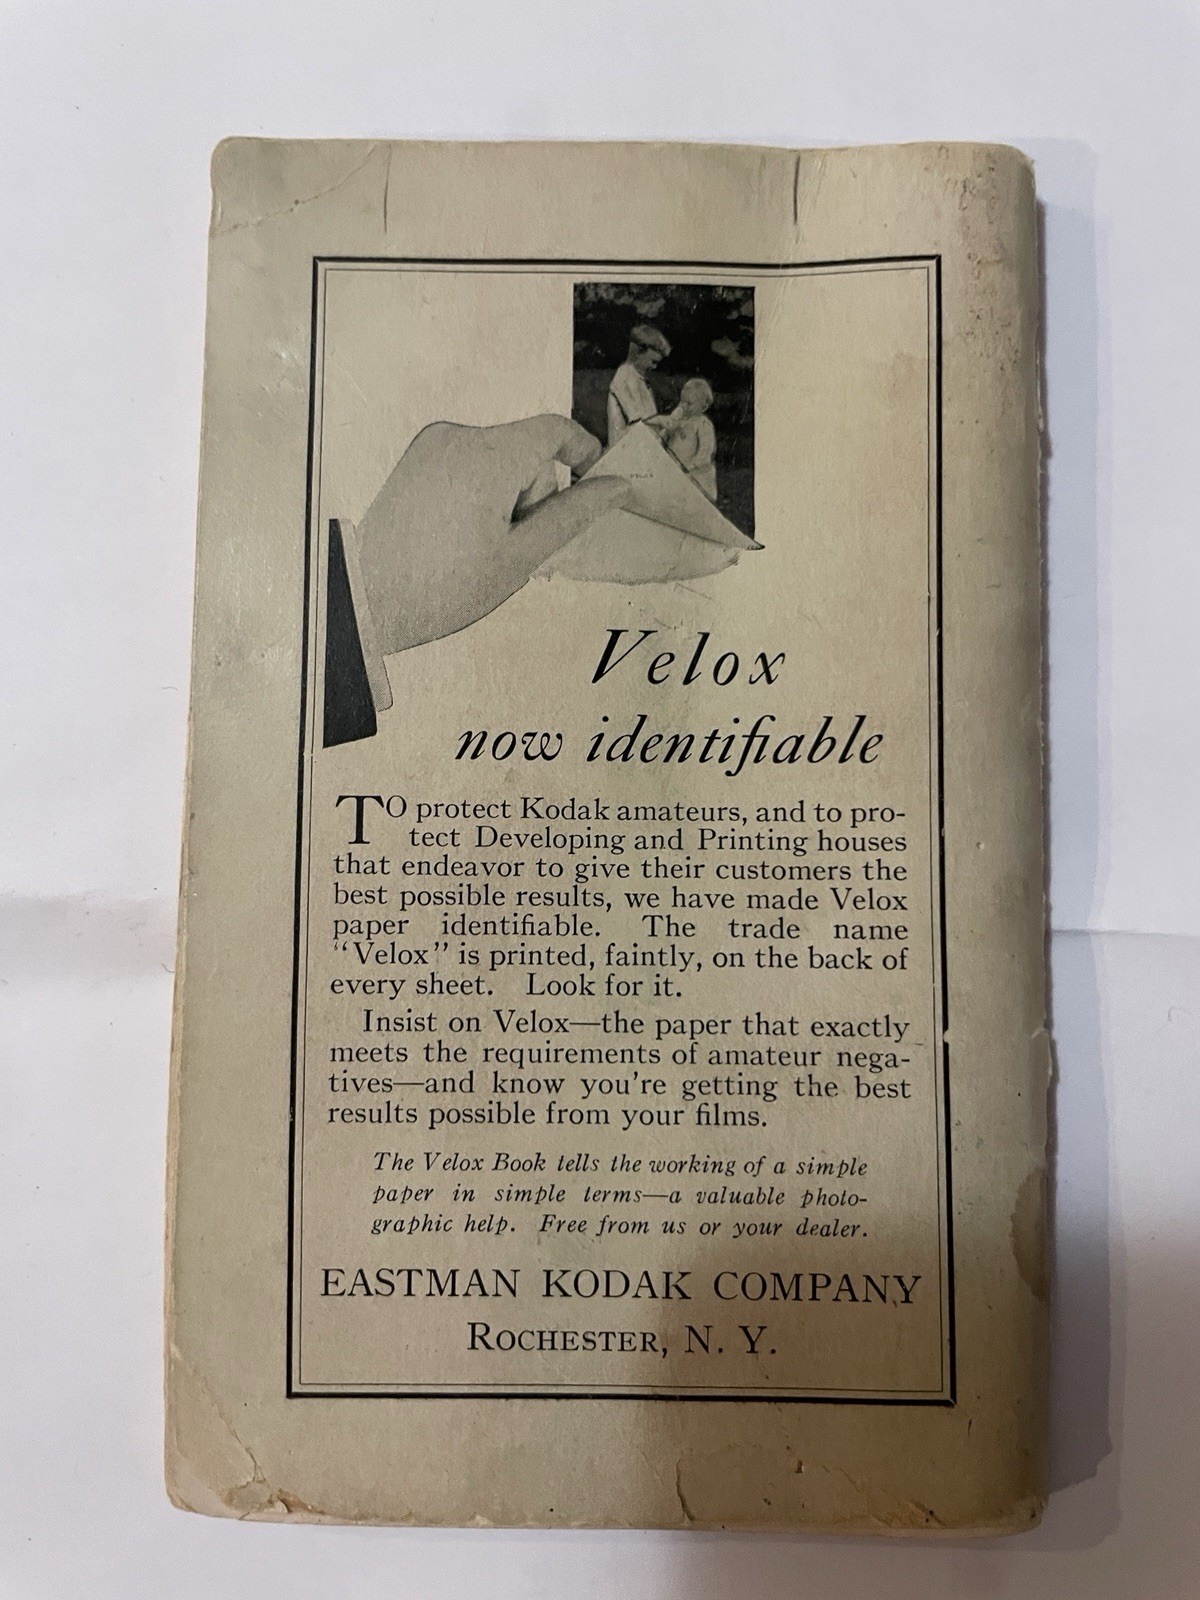 VELOX
Velox
now identifiable
TO protect Kodak amateurs, and to pro-
tect Developing and Printing houses
that endeavor to give their customers the
best possible results, we have made Velox
paper identifiable. The trade name
"Velox" is printed, faintly, on the back of
every sheet. Look for it.
Insist on Velox—the paper that exactly
meets the requirements of amateur nega-
tives—and know you're getting the best
results possible from your films.
The Velox Book tells the working of a simple
paper in simple terms—a valuable photo-
graphic help. Free from us or your dealer.
EASTMAN KODAK COMPANY
ROCHESTER, N. Y.